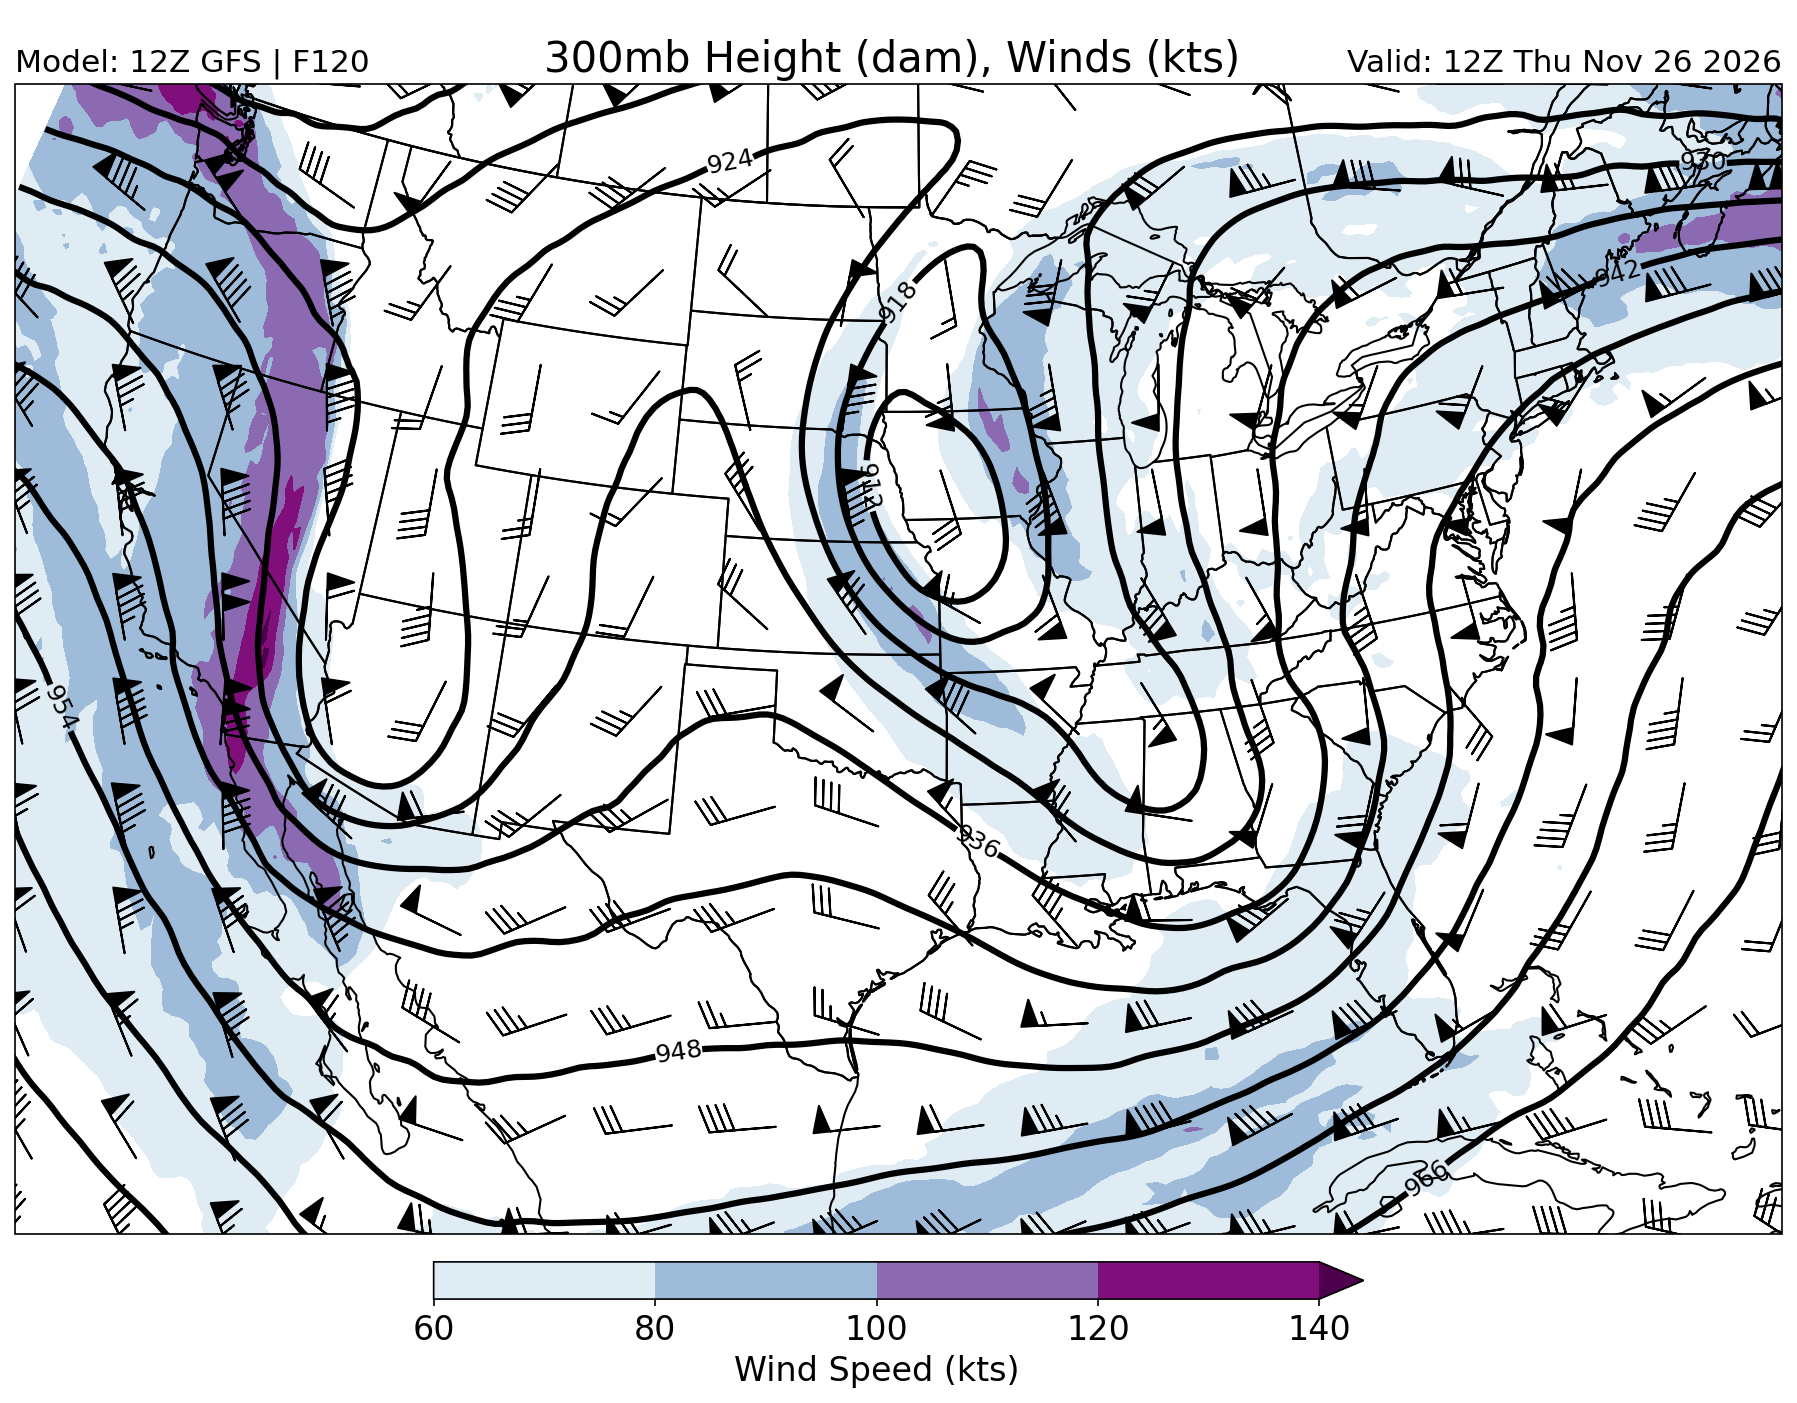 Model: 12Z GFS | F120
300mb Height (dam), Winds (kts)
Valid: 12Z Thu Nov 26 2026
924
930
918
942
912
954
936
948
966
60 80 100 120 140
Wind Speed (kts)